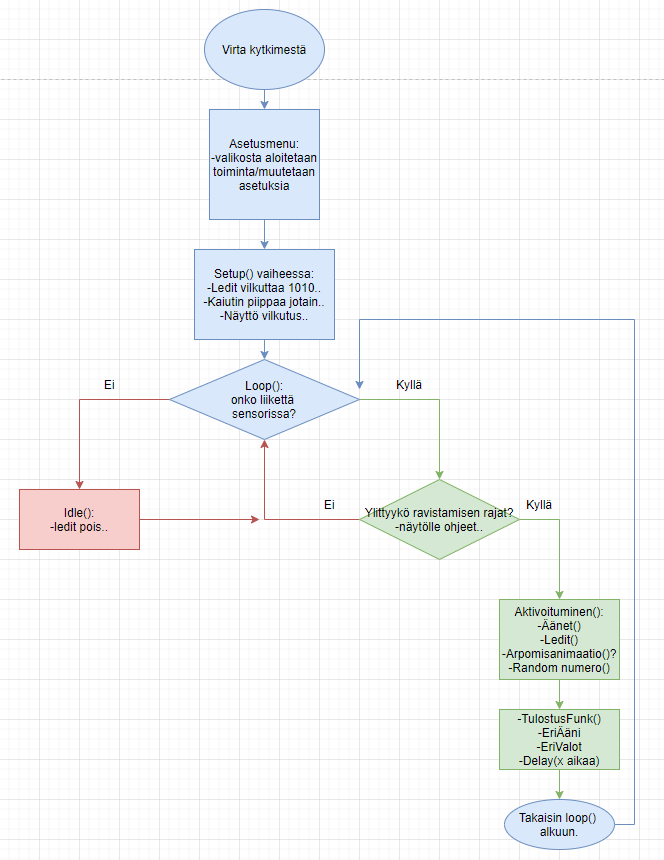 Virta kytkimestä
Asetusmenu:
-valikosta aloitetaan
toiminta/muutetaan
asetuksia
Setup() vaiheessa:
-Ledit vilkuttaa 1010..
-Kaiutin piippaa jotain..
-Näyttö vilkutus..
Loop():
onko liikettä
sensorissa?
Ei
Kyllä
Idle():
-ledit pois..
Ei
Ylittyykö ravistamisen rajat?
-näytölle ohjeet..
Kyllä
Aktivoituminen():
-Äänet()
-Ledit()
-Arpomisanimaatio()?
-Random numero()
-TulostusFunk()
-EriÄäni
-EriValot
-Delay(x aikaa)
Takaisin loop()
alkuun.